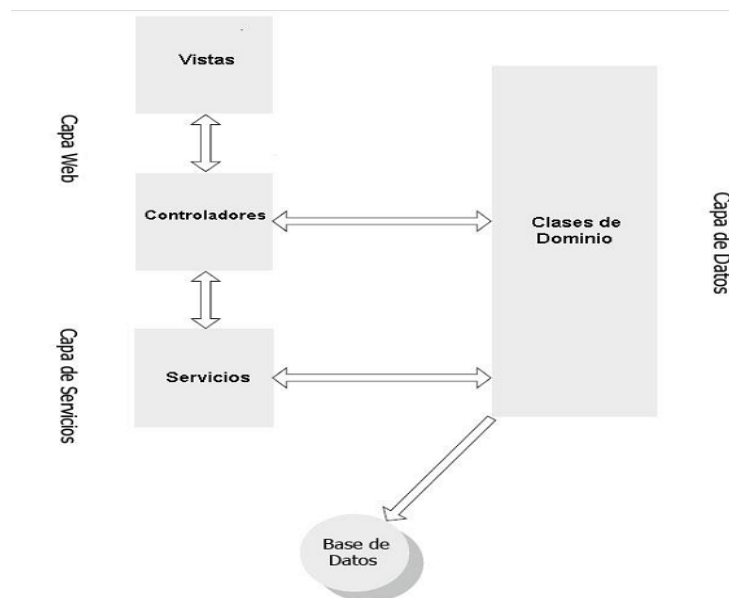 Vistas
Capa Web
Controladores
Clases de
Dominio
Capa de Datos
Capa de Servicios
Servicios
Base de
Datos